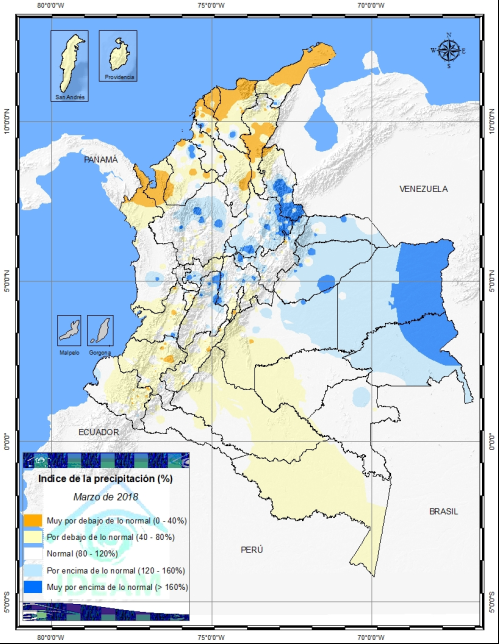 80°0'0"W 75°0'0"W 70°0'0"W
San Andrés
Providencia
N
W E
S
10°0'0"N 10°0'0"N
PANAMÁ
VENEZUELA
5°0'0"N 5°0'0"N
Malpelo Gorgona
ECUADOR
0°0'0" 0°0'0"
Indice de la precipitación (%)
Marzo de 2018
Muy por debajo de lo normal (0 - 40%)
Por debajo de lo normal (40 - 80%)
Normal (80 - 120%)
Por encima de lo normal (120 - 160%)
Muy por encima de lo normal (> 160%)
IDEAM
BRASIL
PERÚ
5°0'0"S 5°0'0"S
80°0'0"W 75°0'0"W 70°0'0"W